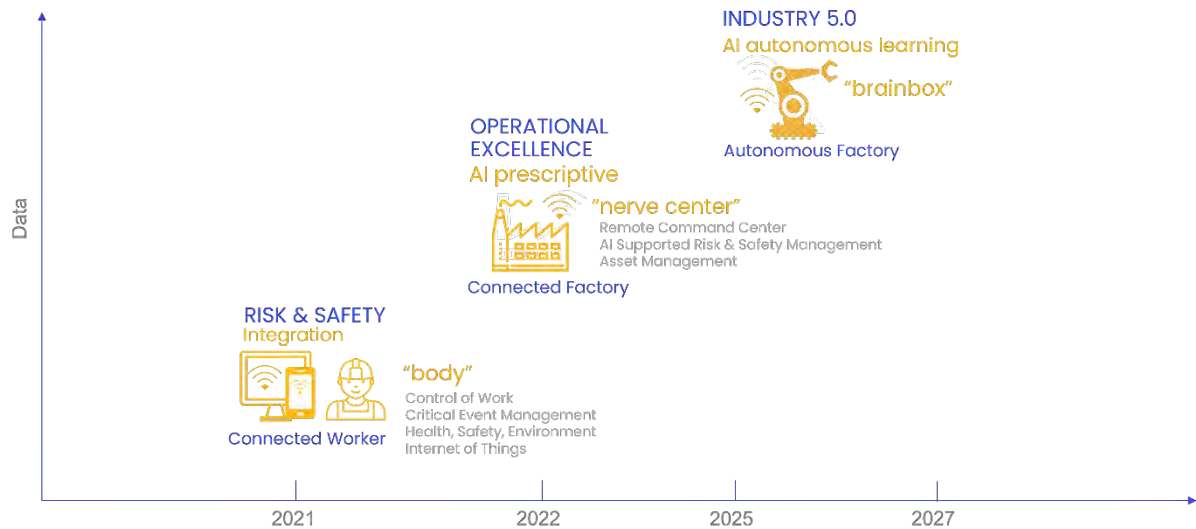 INDUSTRY 5.0
AI autonomous learning
“brainbox”
Autonomous Factory
OPERATIONAL
EXCELLENCE
AI prescriptive
“nerve center”
Remote Command Center
AI Supported Risk & Safety Management
Asset Management
Connected Factory
RISK & SAFETY
Integration
“body”
Control of Work
Critical Event Management
Health, Safety, Environment
Internet of Things
Connected Worker
Data
2021
2022
2025
2027